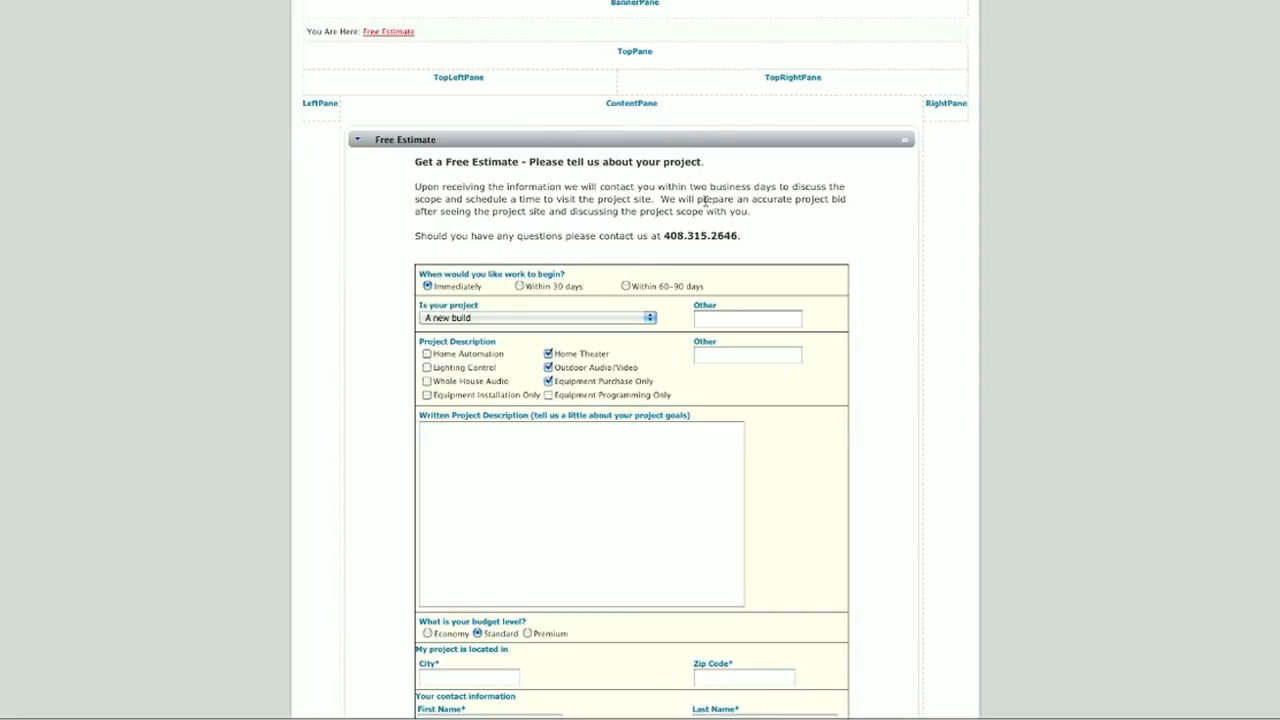 BannerPane
You Are Here: Free Estimate
TopPane
TopLeftPane TopRightPane
LeftPane ContentPane RightPane
Free Estimate
Get a Free Estimate - Please tell us about your project.
Upon receiving the information we will contact you within two business days to discuss the
scope and schedule a time to visit the project site. We will prepare an accurate project bid
after seeing the project site and discussing the project scope with you.
Should you have any questions please contact us at 408.315.2646.
When would you like work to begin?
Immediately Within 30 days Within 60-90 days
Is your project Other
A new build
Project Description Other
Home Automation Home Theater
Lighting Control Outdoor Audio/Video
Whole House Audio Equipment Purchase Only
Equipment Installation Only Equipment Programming Only
Written Project Description (tell us a little about your project goals)
What is your budget level?
Economy Standard Premium
My project is located in
City* Zip Code*
Your contact information
First Name* Last Name*